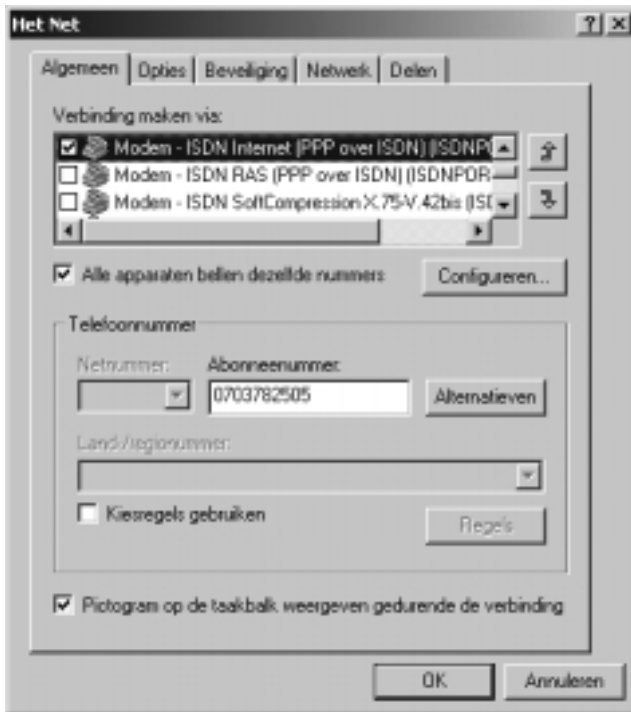 Het Net
Algemeen Opties Beveiliging Netwerk Delen
Verbinding maken via:
Modem - ISDN Internet (PPP over ISDN) (ISDNP
Modem - ISDN RAS (PPP over ISDN) (ISDNPOR
Modem - ISDN SoftCompression X.75-V.42bis (IS
Alle apparaten bellen dezelfde nummers Configureren...
Telefoonnummer
Netnummer: Abonneenummer:
0703782505 Alternatieven
Land-/regionummer:
Kiesregels gebruiken Regels
Pictogram op de taakbalk weergeven gedurende de verbinding
OK Annuleren